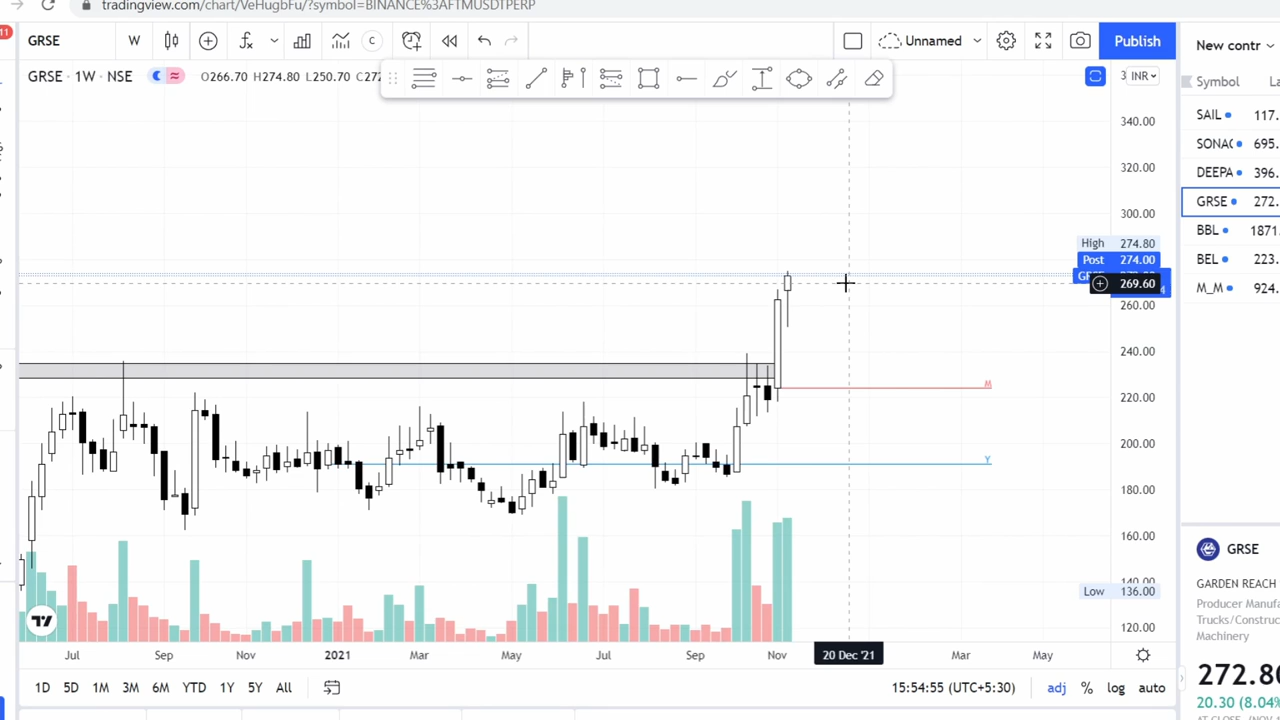 tradingview.com/chart/VeHugbFu/?symbol=BINANCE%3AFTMUSDTPERP
11
GRSE
W
fx
C
Unnamed
Publish
New contr
GRSE · 1W · NSE O266.70 H274.80 L250.70 C27
INR
Symbol
340.00
320.00
300.00
High 274.80
Post 274.00
269.60
260.00
240.00
220.00
200.00
180.00
160.00
140.00
Low 136.00
120.00
M
Y
SAIL 117.
SONAC 695.
DEEPA 396.
GRSE 272.
BBL 1871.
BEL 223.
M_M 924.
GRSE
GARDEN REACH
Producer Manufa
Trucks/Construc
Machinery
272.80
20.30 (8.04%
Jul Sep Nov 2021 Mar May Jul Sep Nov 20 Dec '21 Mar May
1D 5D 1M 3M 6M YTD 1Y 5Y All
15:54:55 (UTC+5:30) adj % log auto